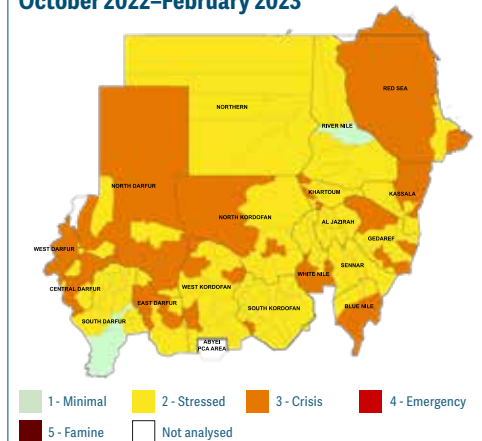 October 2022–February 2023
RED SEA
NORTHERN
RIVER NILE
NORTH DARFUR
KHARTOUM
KASSALA
NORTH KORDOFAN
AL JAZIRAH
GEDAREF
WEST DARFUR
SENNAR
WHITE NILE
CENTRAL DARFUR
WEST KORDOFAN
EAST DARFUR
SOUTH KORDOFAN
BLUE NILE
SOUTH DARFUR
ABYEI
PCA AREA
1 - Minimal
2 - Stressed
3 - Crisis
4 - Emergency
5 - Famine
Not analysed